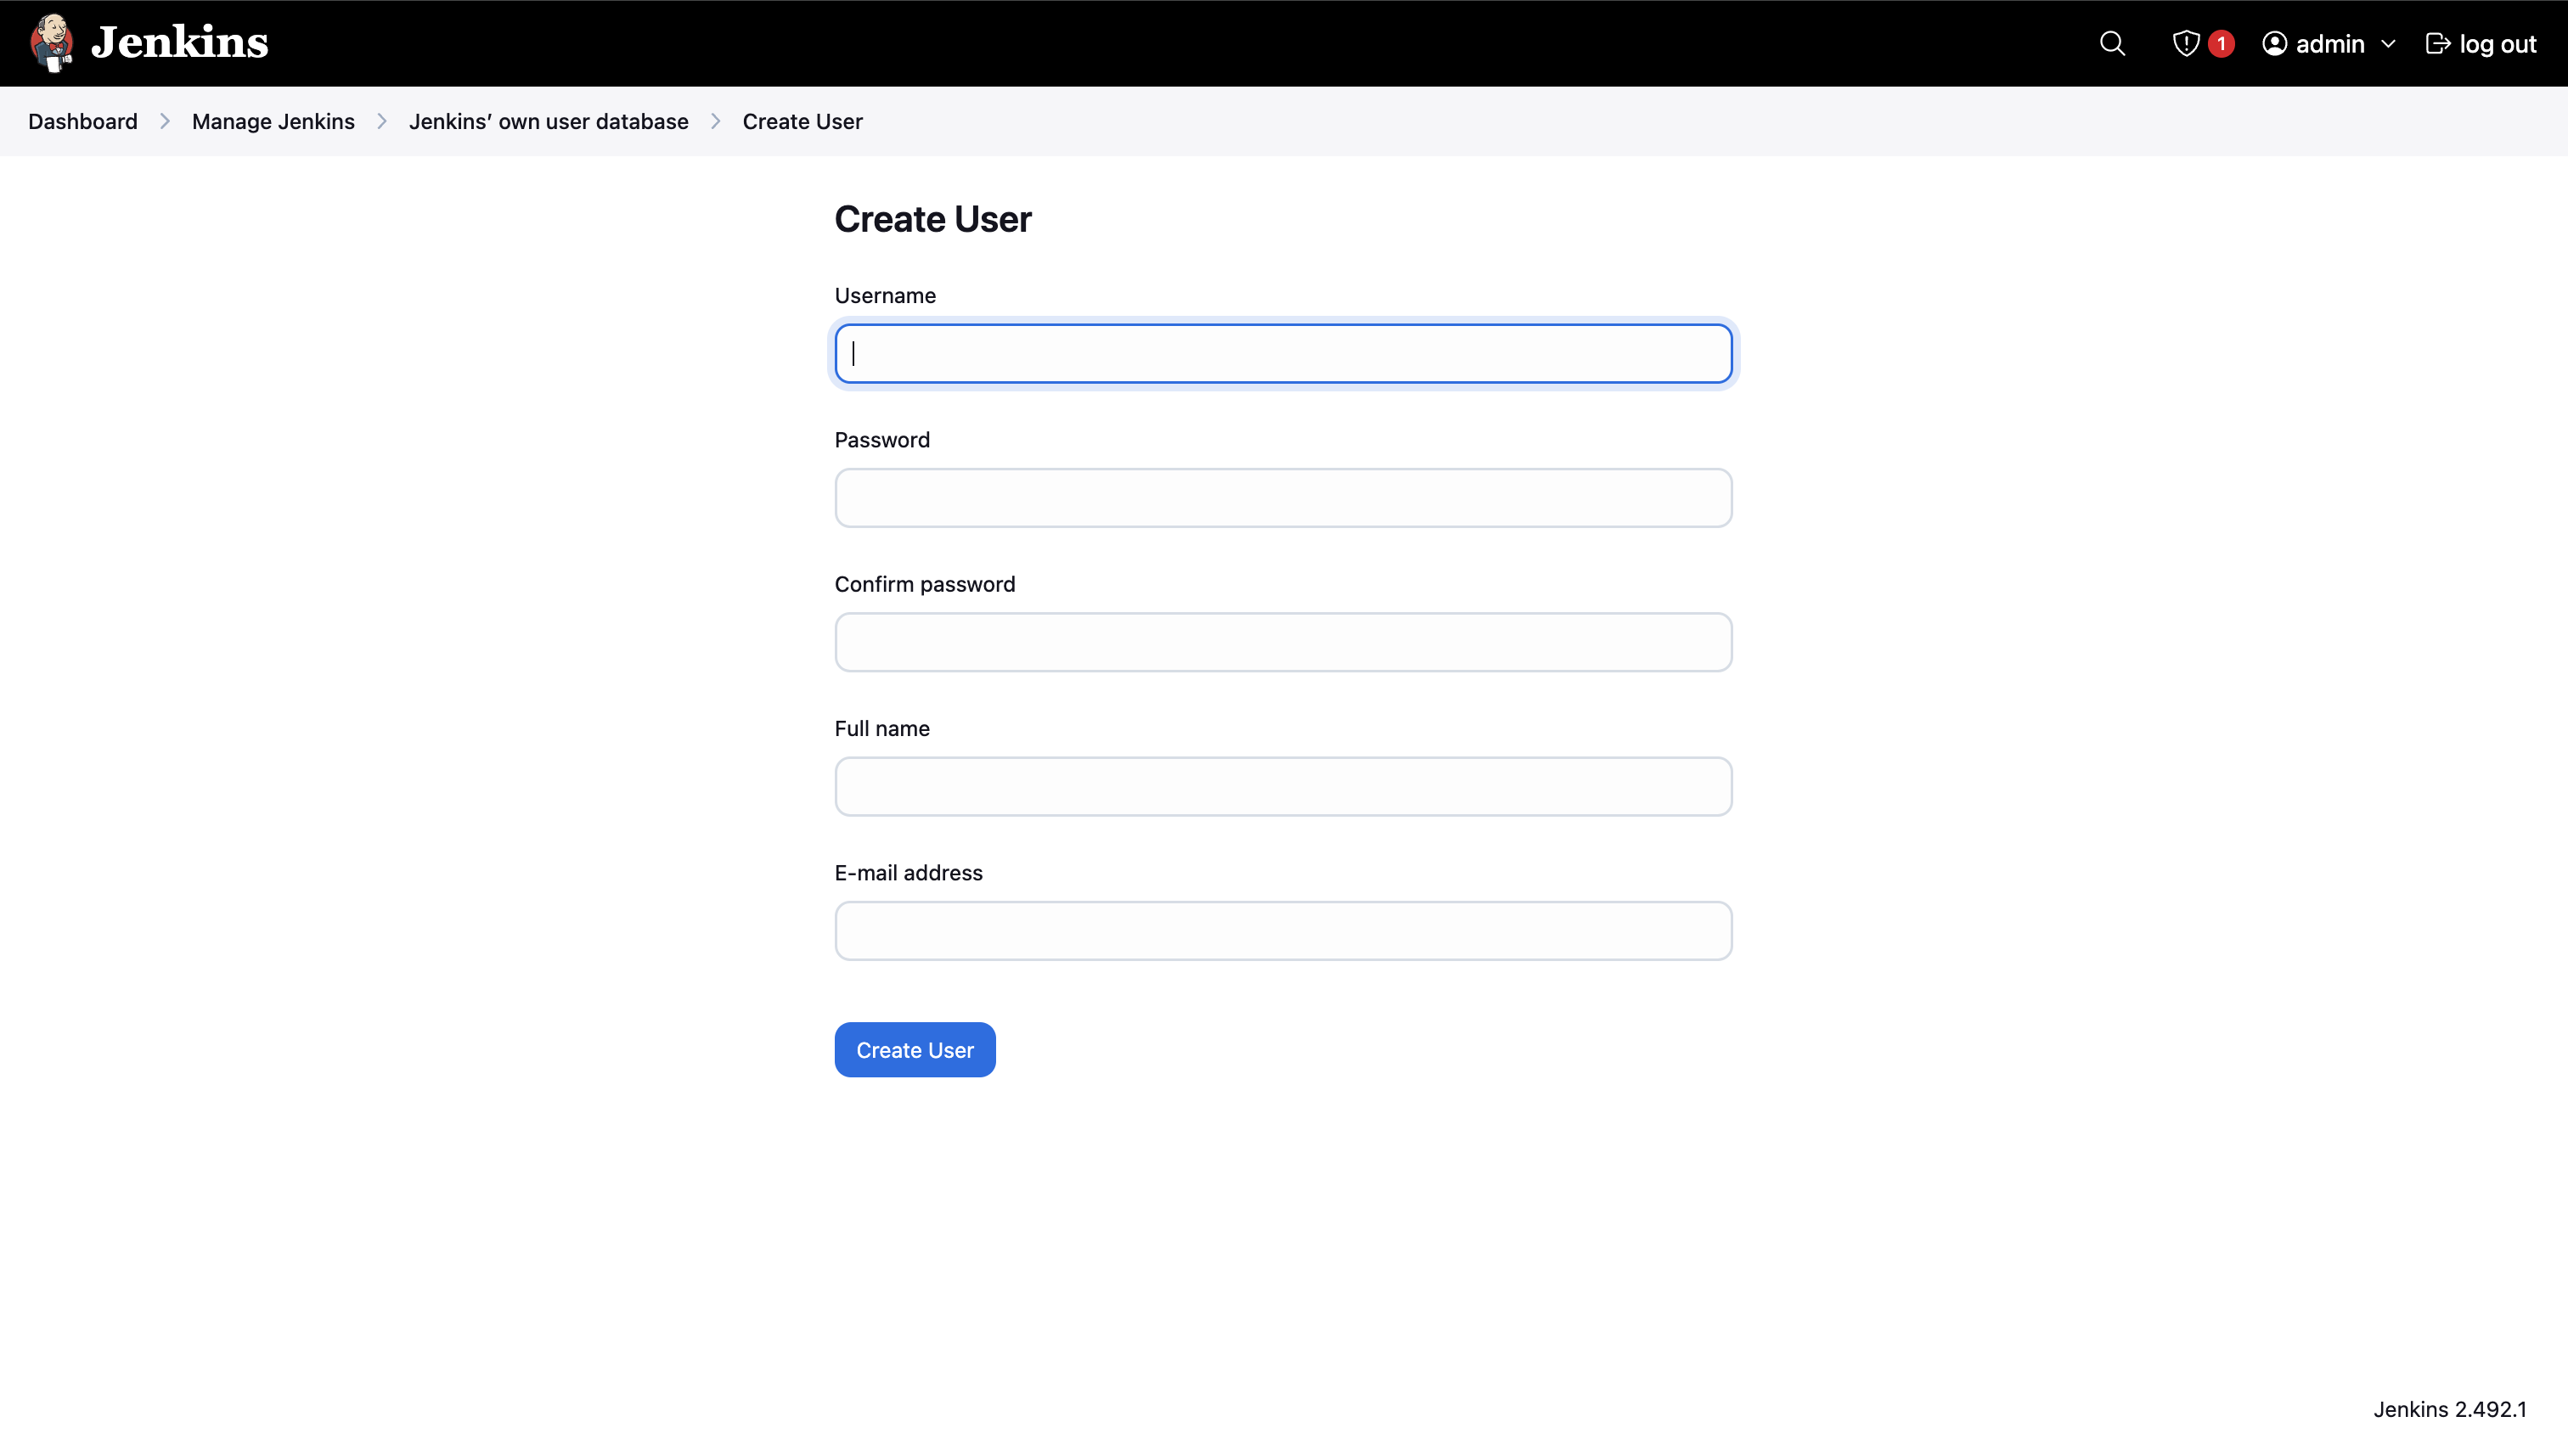 Jenkins
1
admin
log out
Dashboard
Manage Jenkins
Jenkins’ own user database
Create User
Create User
Username
Password
Confirm password
Full name
E-mail address
Create User
Jenkins 2.492.1